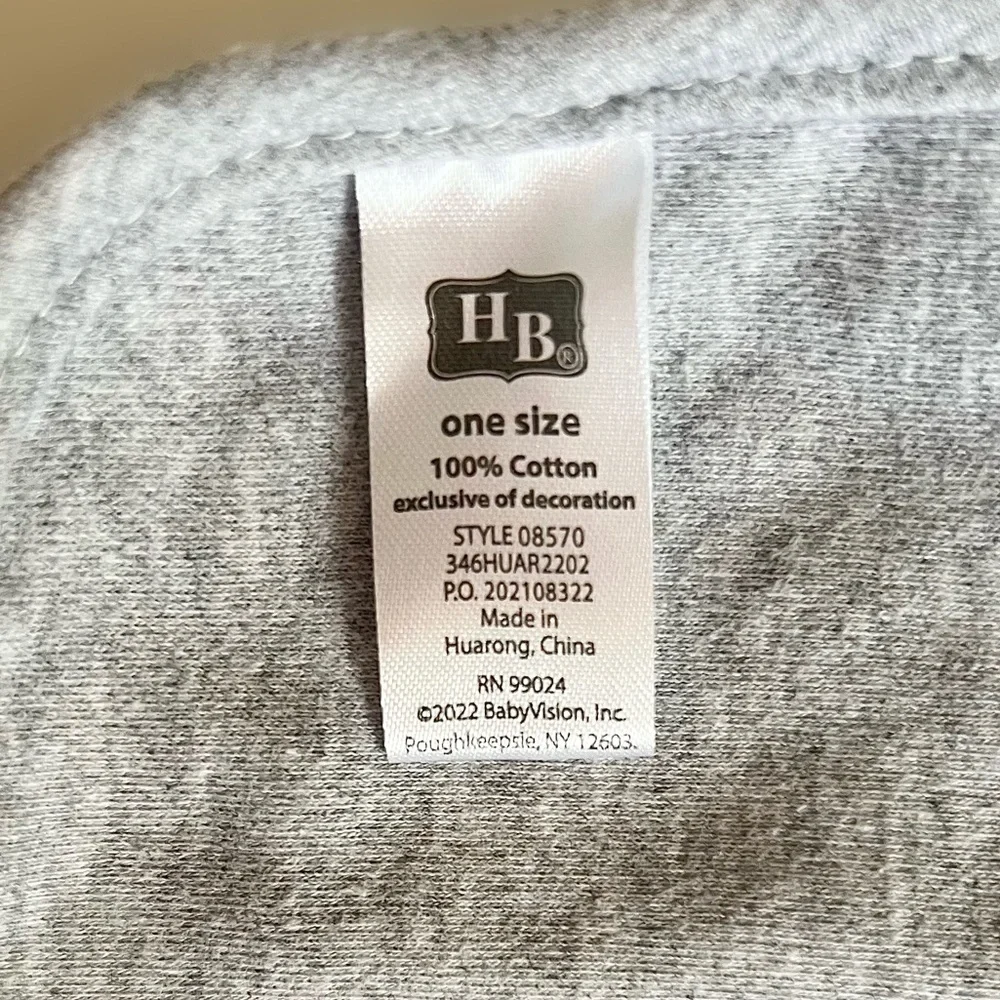 HB®
one size
100% Cotton
exclusive of decoration
STYLE 08570
346HUAR2202
P.O. 202108322
Made in
Huarong, China
RN 99024
©2022 BabyVision, Inc.
Poughkeepsie, NY 12603.